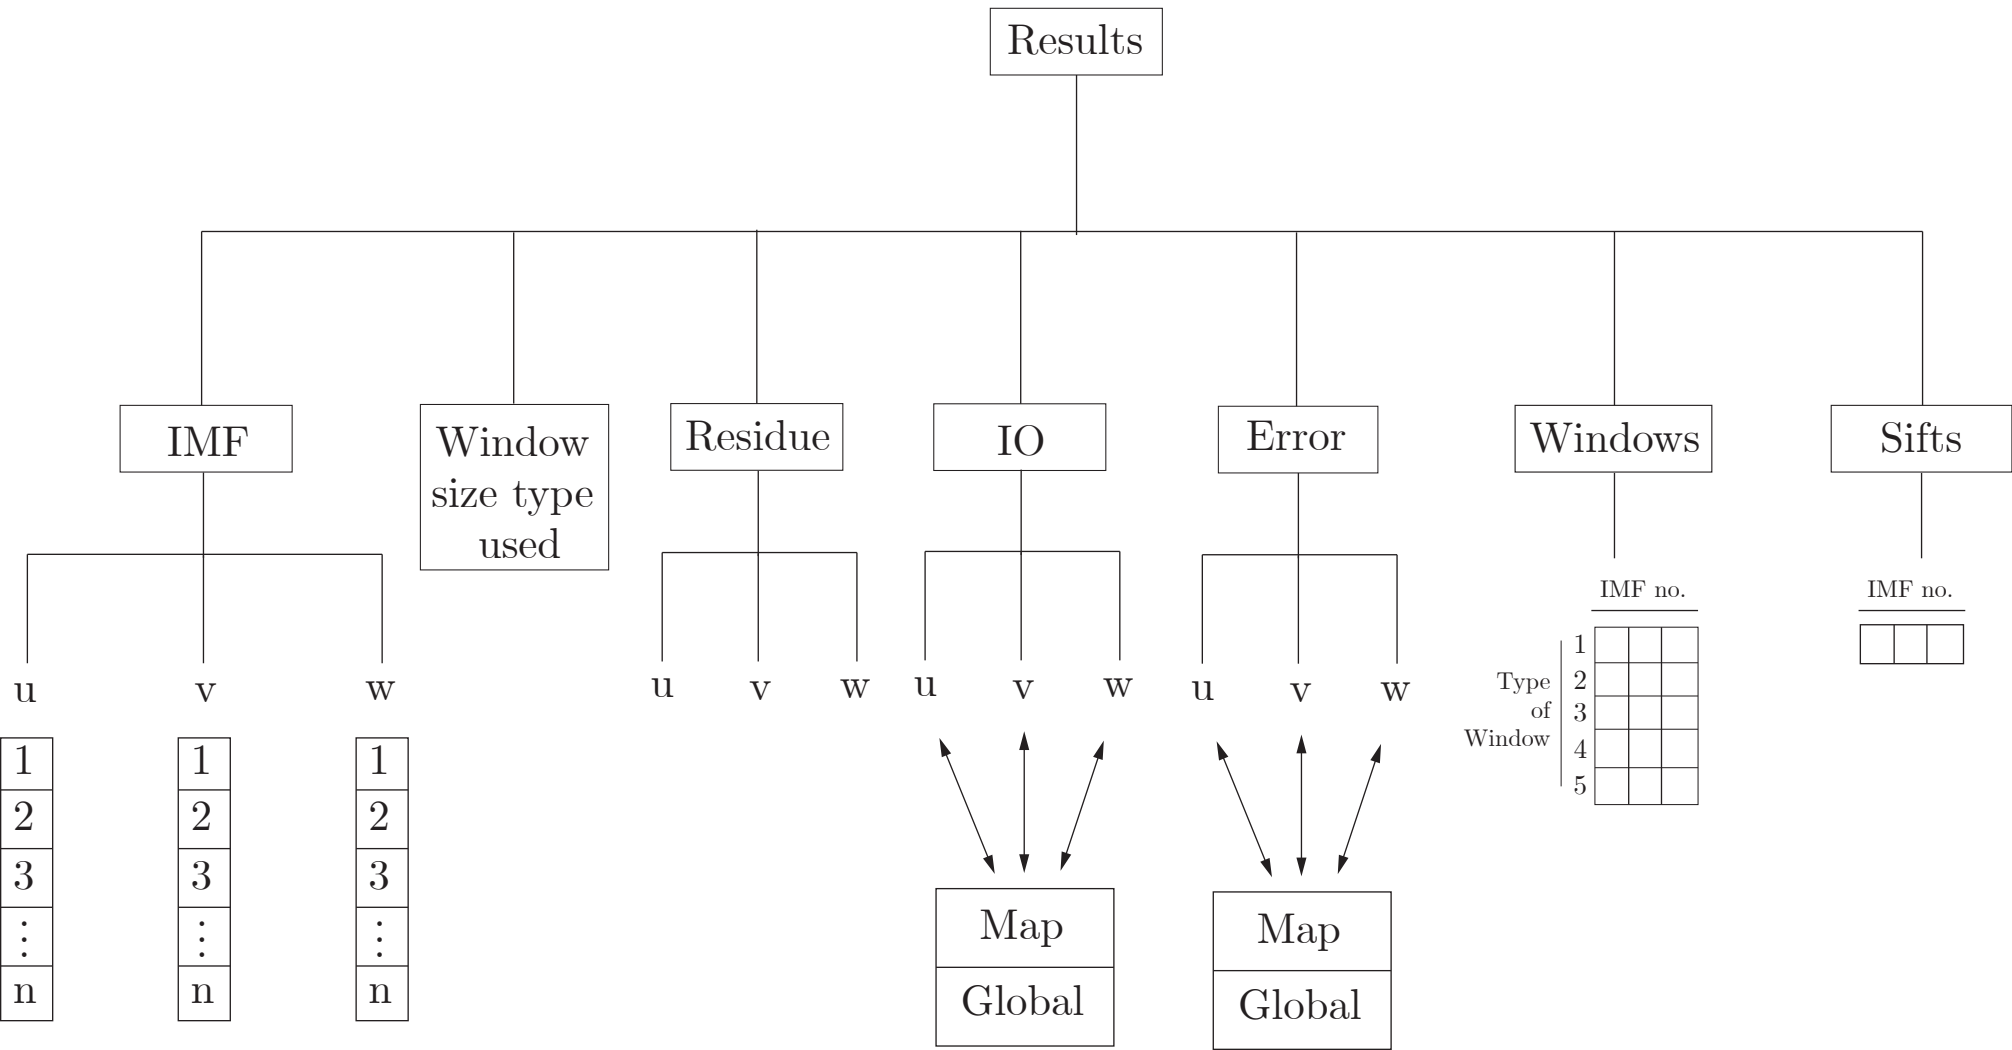 Results
IMF
Window
size type
used
Residue
IO
Error
Windows
Sifts
u
v
w
u
v
w
u
v
w
u
v
w
IMF no.
IMF no.
Type
of
Window
1
2
3
4
5
1
2
3
⋮
n
1
2
3
⋮
n
1
2
3
⋮
n
Map
Global
Map
Global